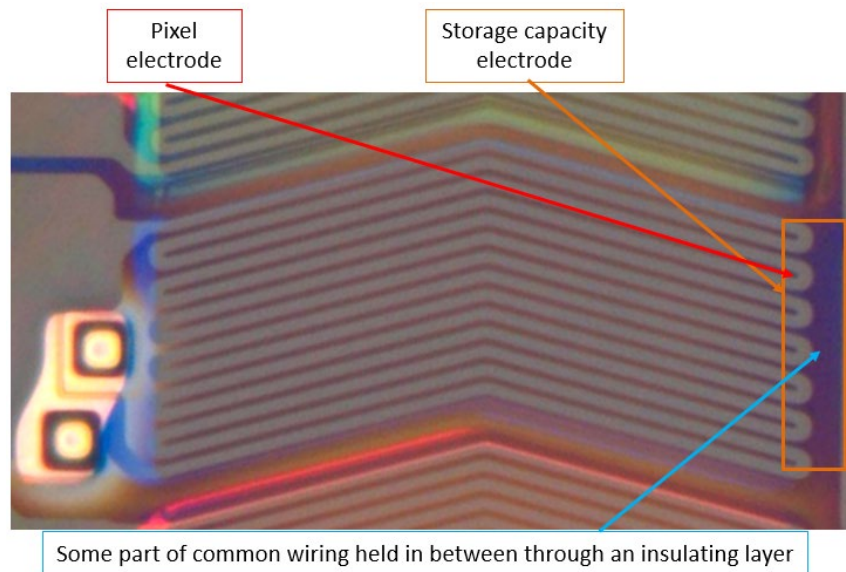 Pixel
electrode
Storage capacity
electrode
Some part of common wiring held in between through an insulating layer